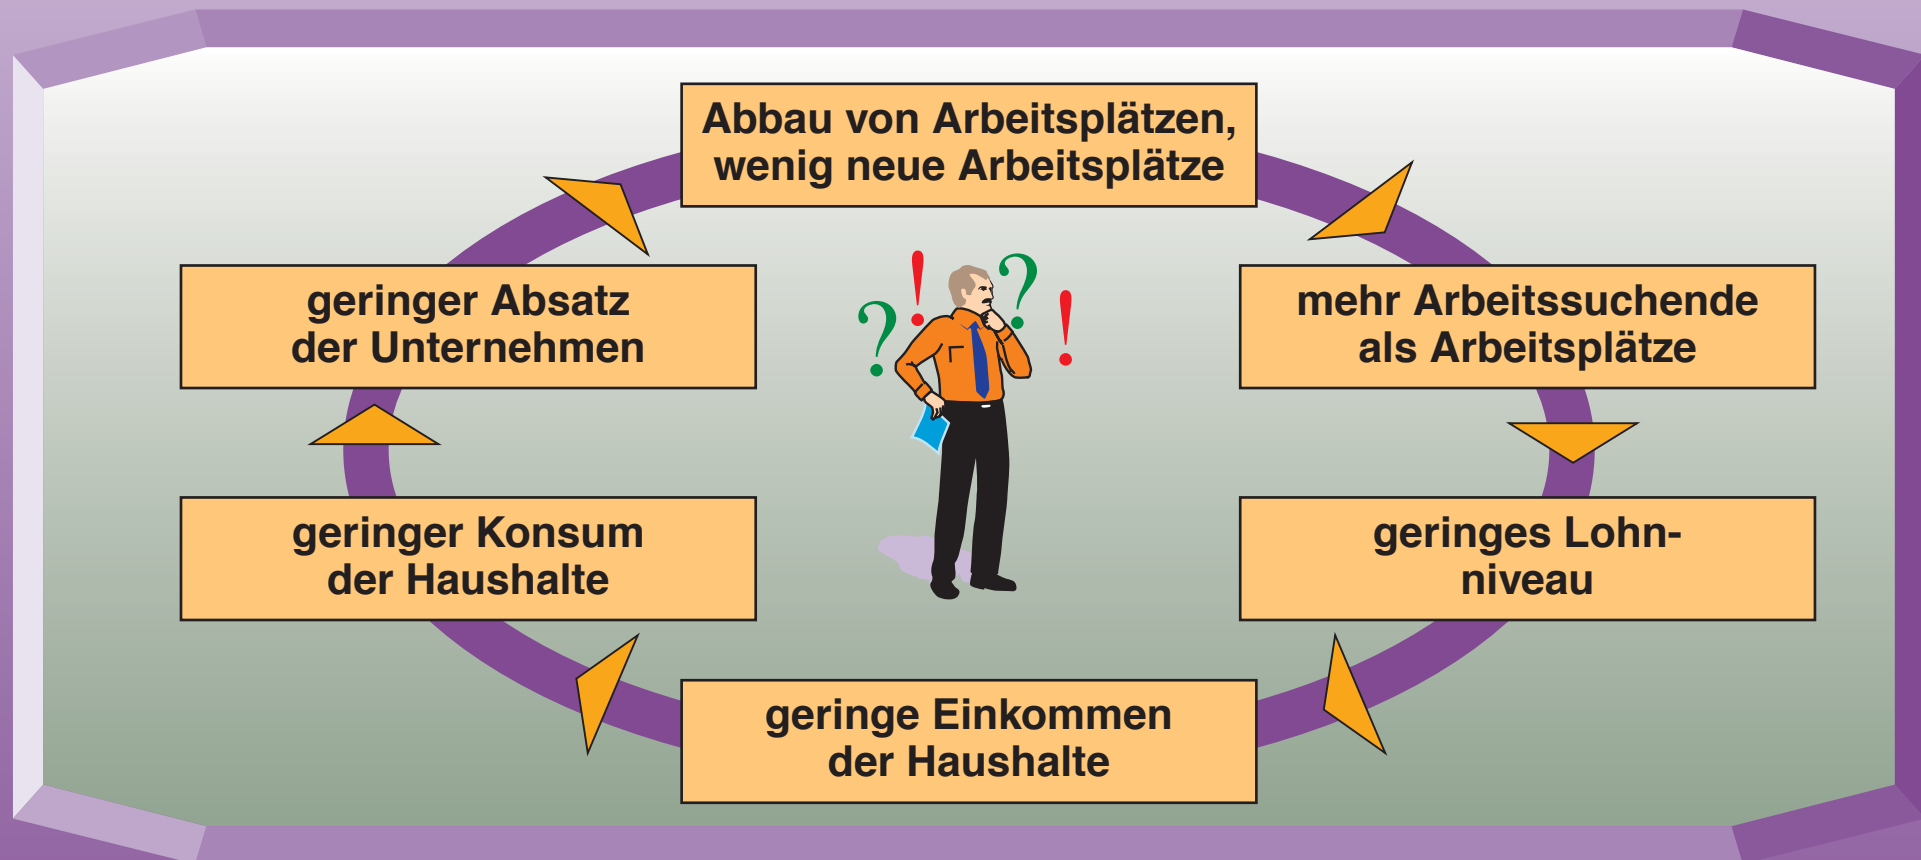 Abbau von Arbeitsplätzen,
wenig neue Arbeitsplätze
mehr Arbeitssuchende
als Arbeitsplätze
geringes Lohn-
niveau
geringe Einkommen
der Haushalte
geringer Konsum
der Haushalte
geringer Absatz
der Unternehmen
? ! ? !